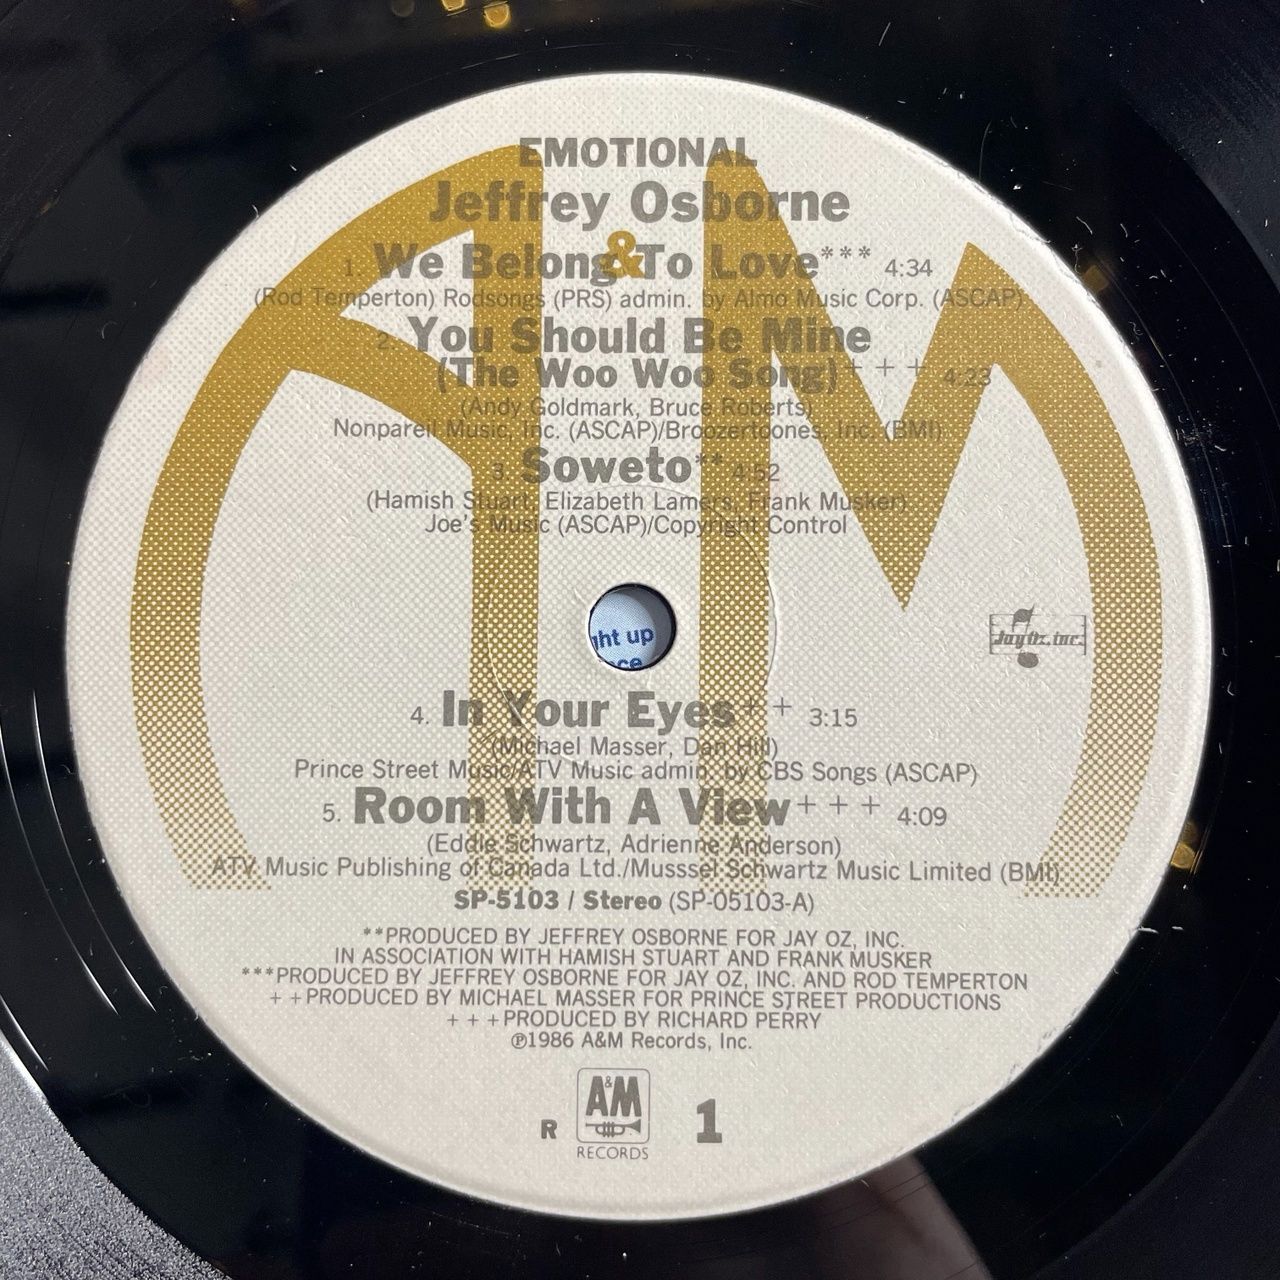 EMOTIONAL
Jeffrey Osborne
&
1. We Belong To Love*** 4:34
(Rod Temperton) Rodsongs (PRS) admin. by Almo Music Corp. (ASCAP)
2. You Should Be Mine
(The Woo Woo Song)+++ 4:23
(Andy Goldmark, Bruce Roberts)
Nonpareil Music, Inc. (ASCAP)/Broozertoones, Inc. (BMI)
3. Soweto** 4:52
(Hamish Stuart, Elizabeth Lamers, Frank Musker)
Joe's Music (ASCAP)/Copyright Control
JayOz.inc.
ght up
4. In Your Eyes++ 3:15
(Michael Masser, Dan Hill)
Prince Street Music/ATV Music admin. by CBS Songs (ASCAP)
5. Room With A View+++ 4:09
(Eddie Schwartz, Adrienne Anderson)
ATV Music Publishing of Canada Ltd./Musssel Schwartz Music Limited (BMI)
SP-5103 / Stereo (SP-05103-A)
**PRODUCED BY JEFFREY OSBORNE FOR JAY OZ, INC.
IN ASSOCIATION WITH HAMISH STUART AND FRANK MUSKER
***PRODUCED BY JEFFREY OSBORNE FOR JAY OZ, INC. AND ROD TEMPERTON
++PRODUCED BY MICHAEL MASSER FOR PRINCE STREET PRODUCTIONS
+++PRODUCED BY RICHARD PERRY
℗1986 A&M Records, Inc.
R A&M 1
RECORDS